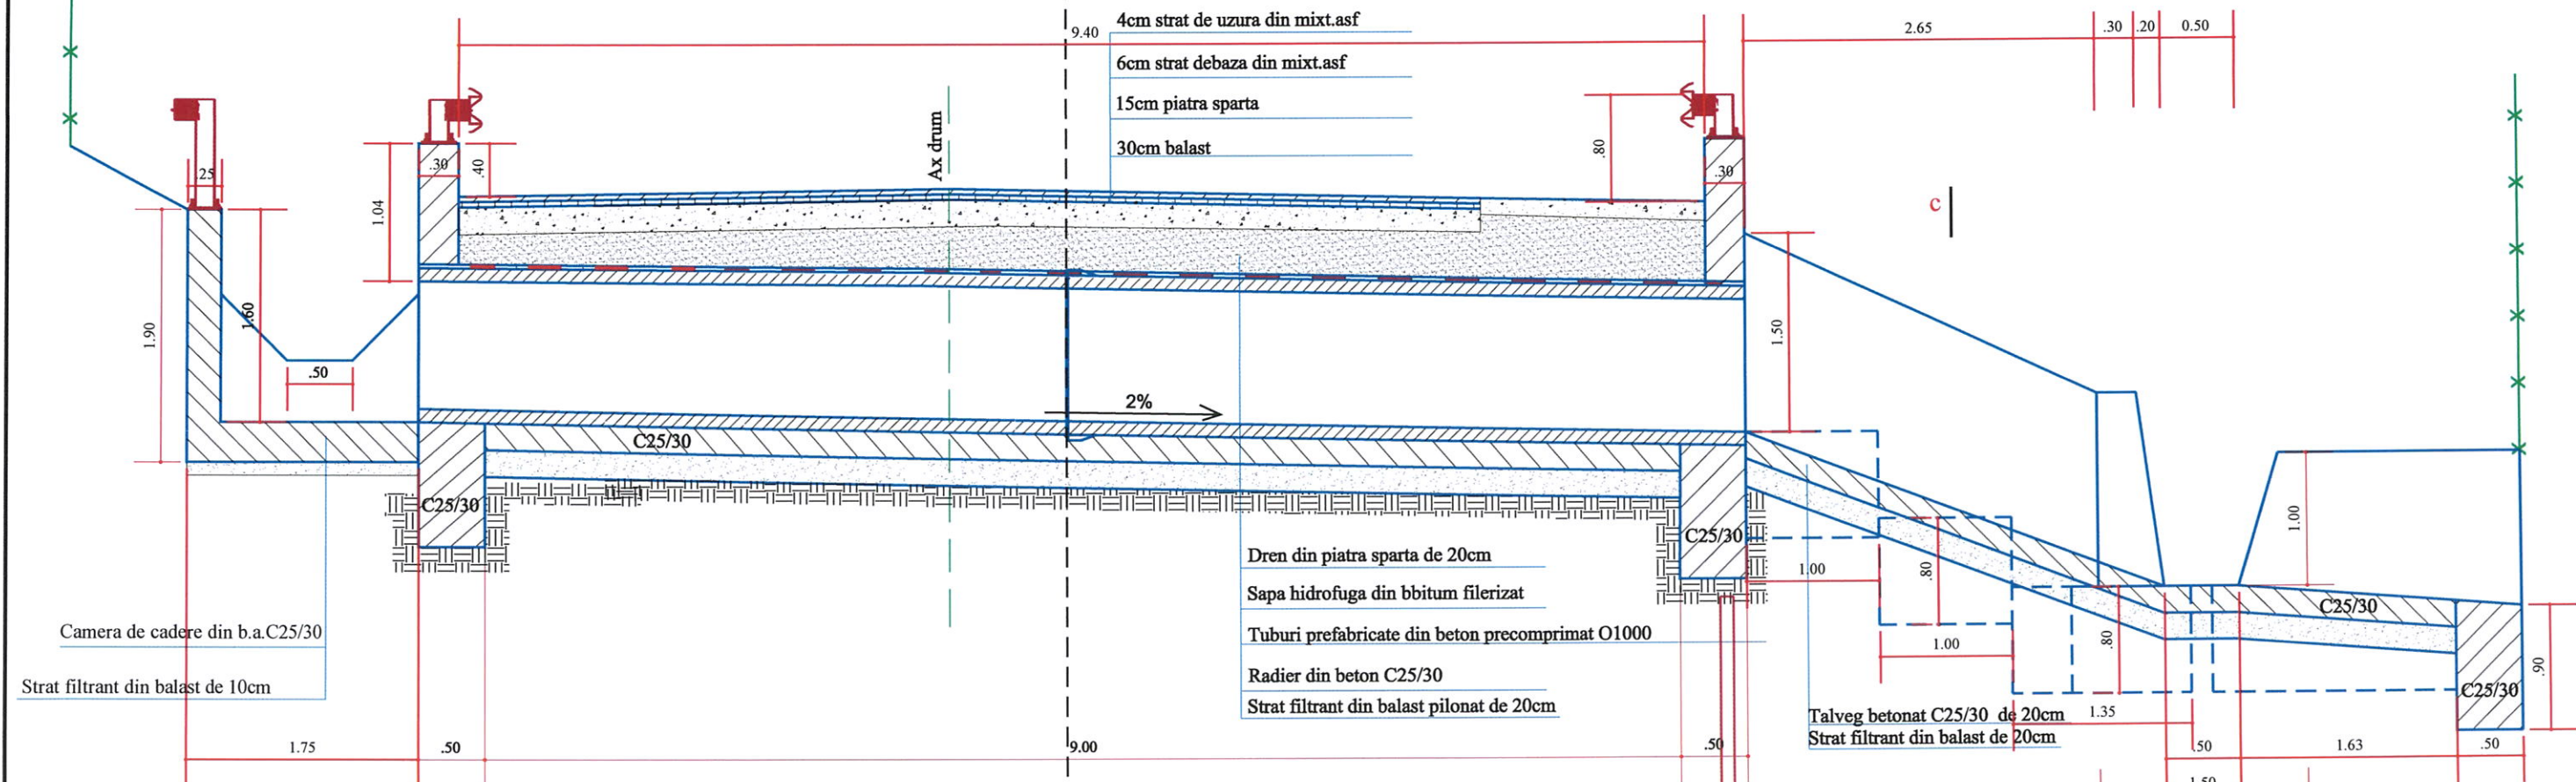 4cm strat de uzura din mixt.asf
9.40
2.65
.30
.20
0.50
6cm strat debaza din mixt.asf
15cm piatra sparta
30cm balast
Ax drum
.80
.25
.30
.40
.30
1.04
c
1.90
1.60
.50
1.50
2%
C25/30
1.00
C25/30
C25/30
Dren din piatra sparta de 20cm
1.00
.80
Sapa hidrofuga din bbitum filerizat
C25/30
Camera de cadere din b.a.C25/30
Tuburi prefabricate din beton precomprimat O1000
1.00
.80
.90
Strat filtrant din balast de 10cm
Radier din beton C25/30
C25/30
Strat filtrant din balast pilonat de 20cm
Talveg betonat C25/30 de 20cm
1.35
Strat filtrant din balast de 20cm
1.75
.50
9.00
.50
.50
1.63
.50
1.50